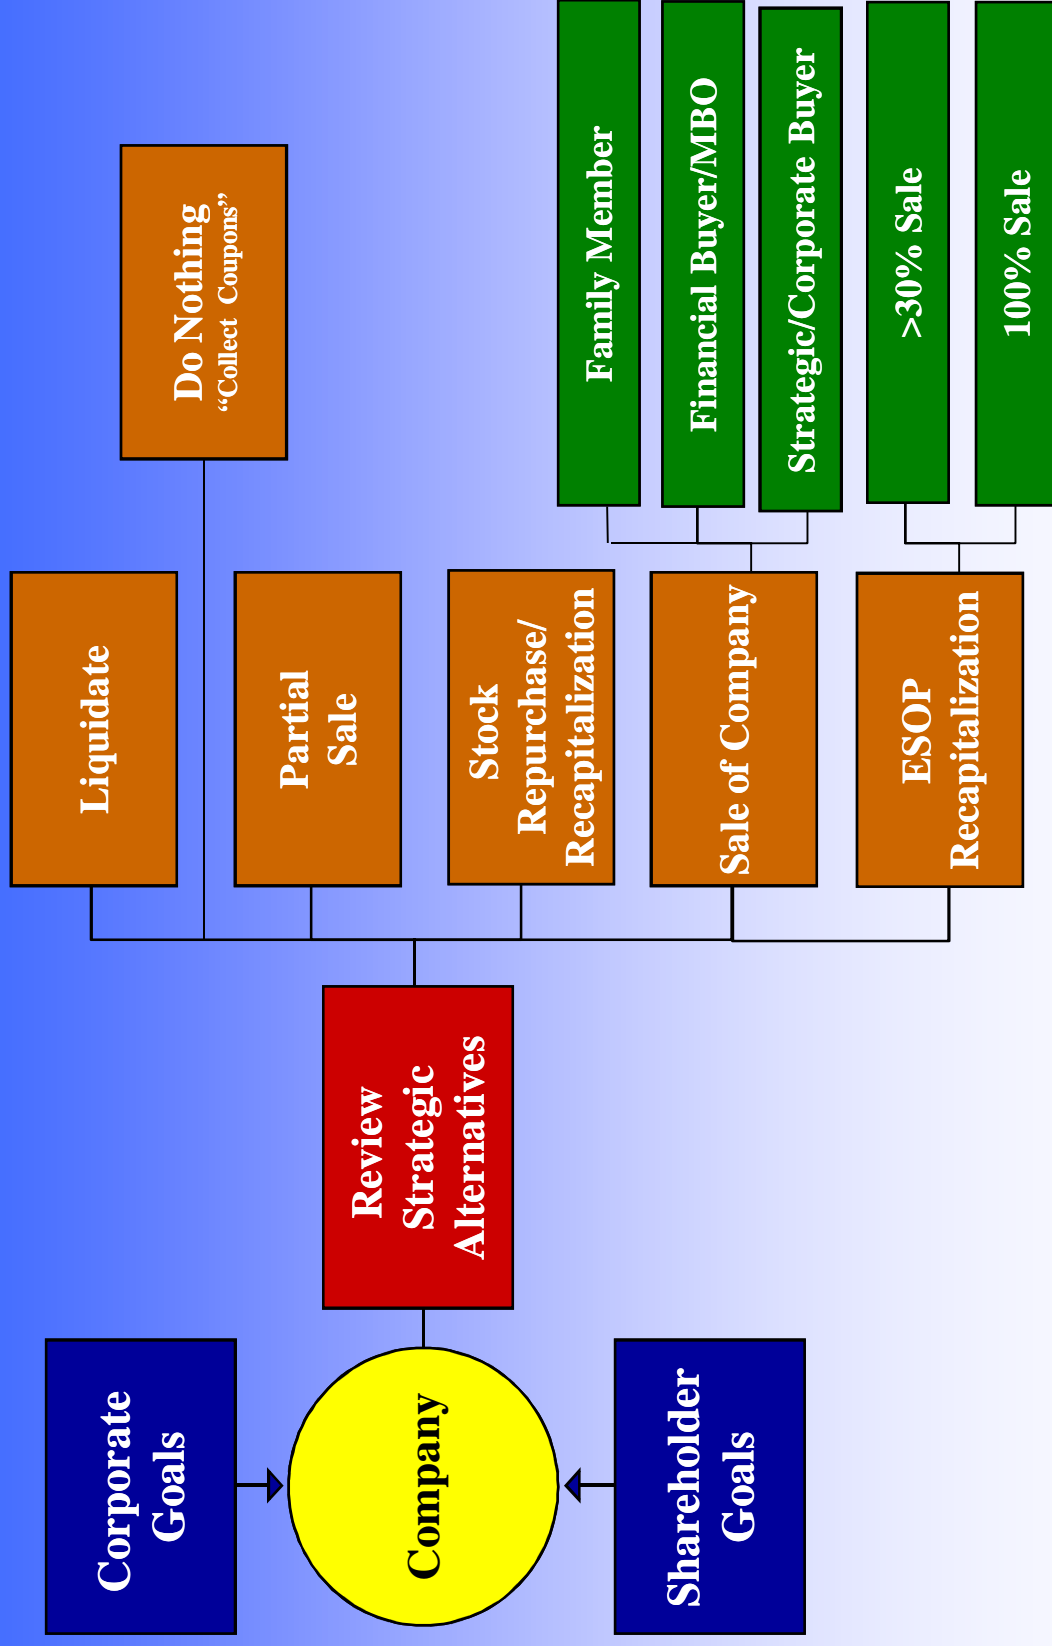 Corporate
Goals
Company
Shareholder
Goals
Review
Strategic
Alternatives
Liquidate
Do Nothing
“Collect Coupons”
Partial
Sale
Stock
Repurchase/
Recapitalization
Sale of Company
ESOP
Recapitalization
Family Member
Financial Buyer/MBO
Strategic/Corporate Buyer
>30% Sale
100% Sale